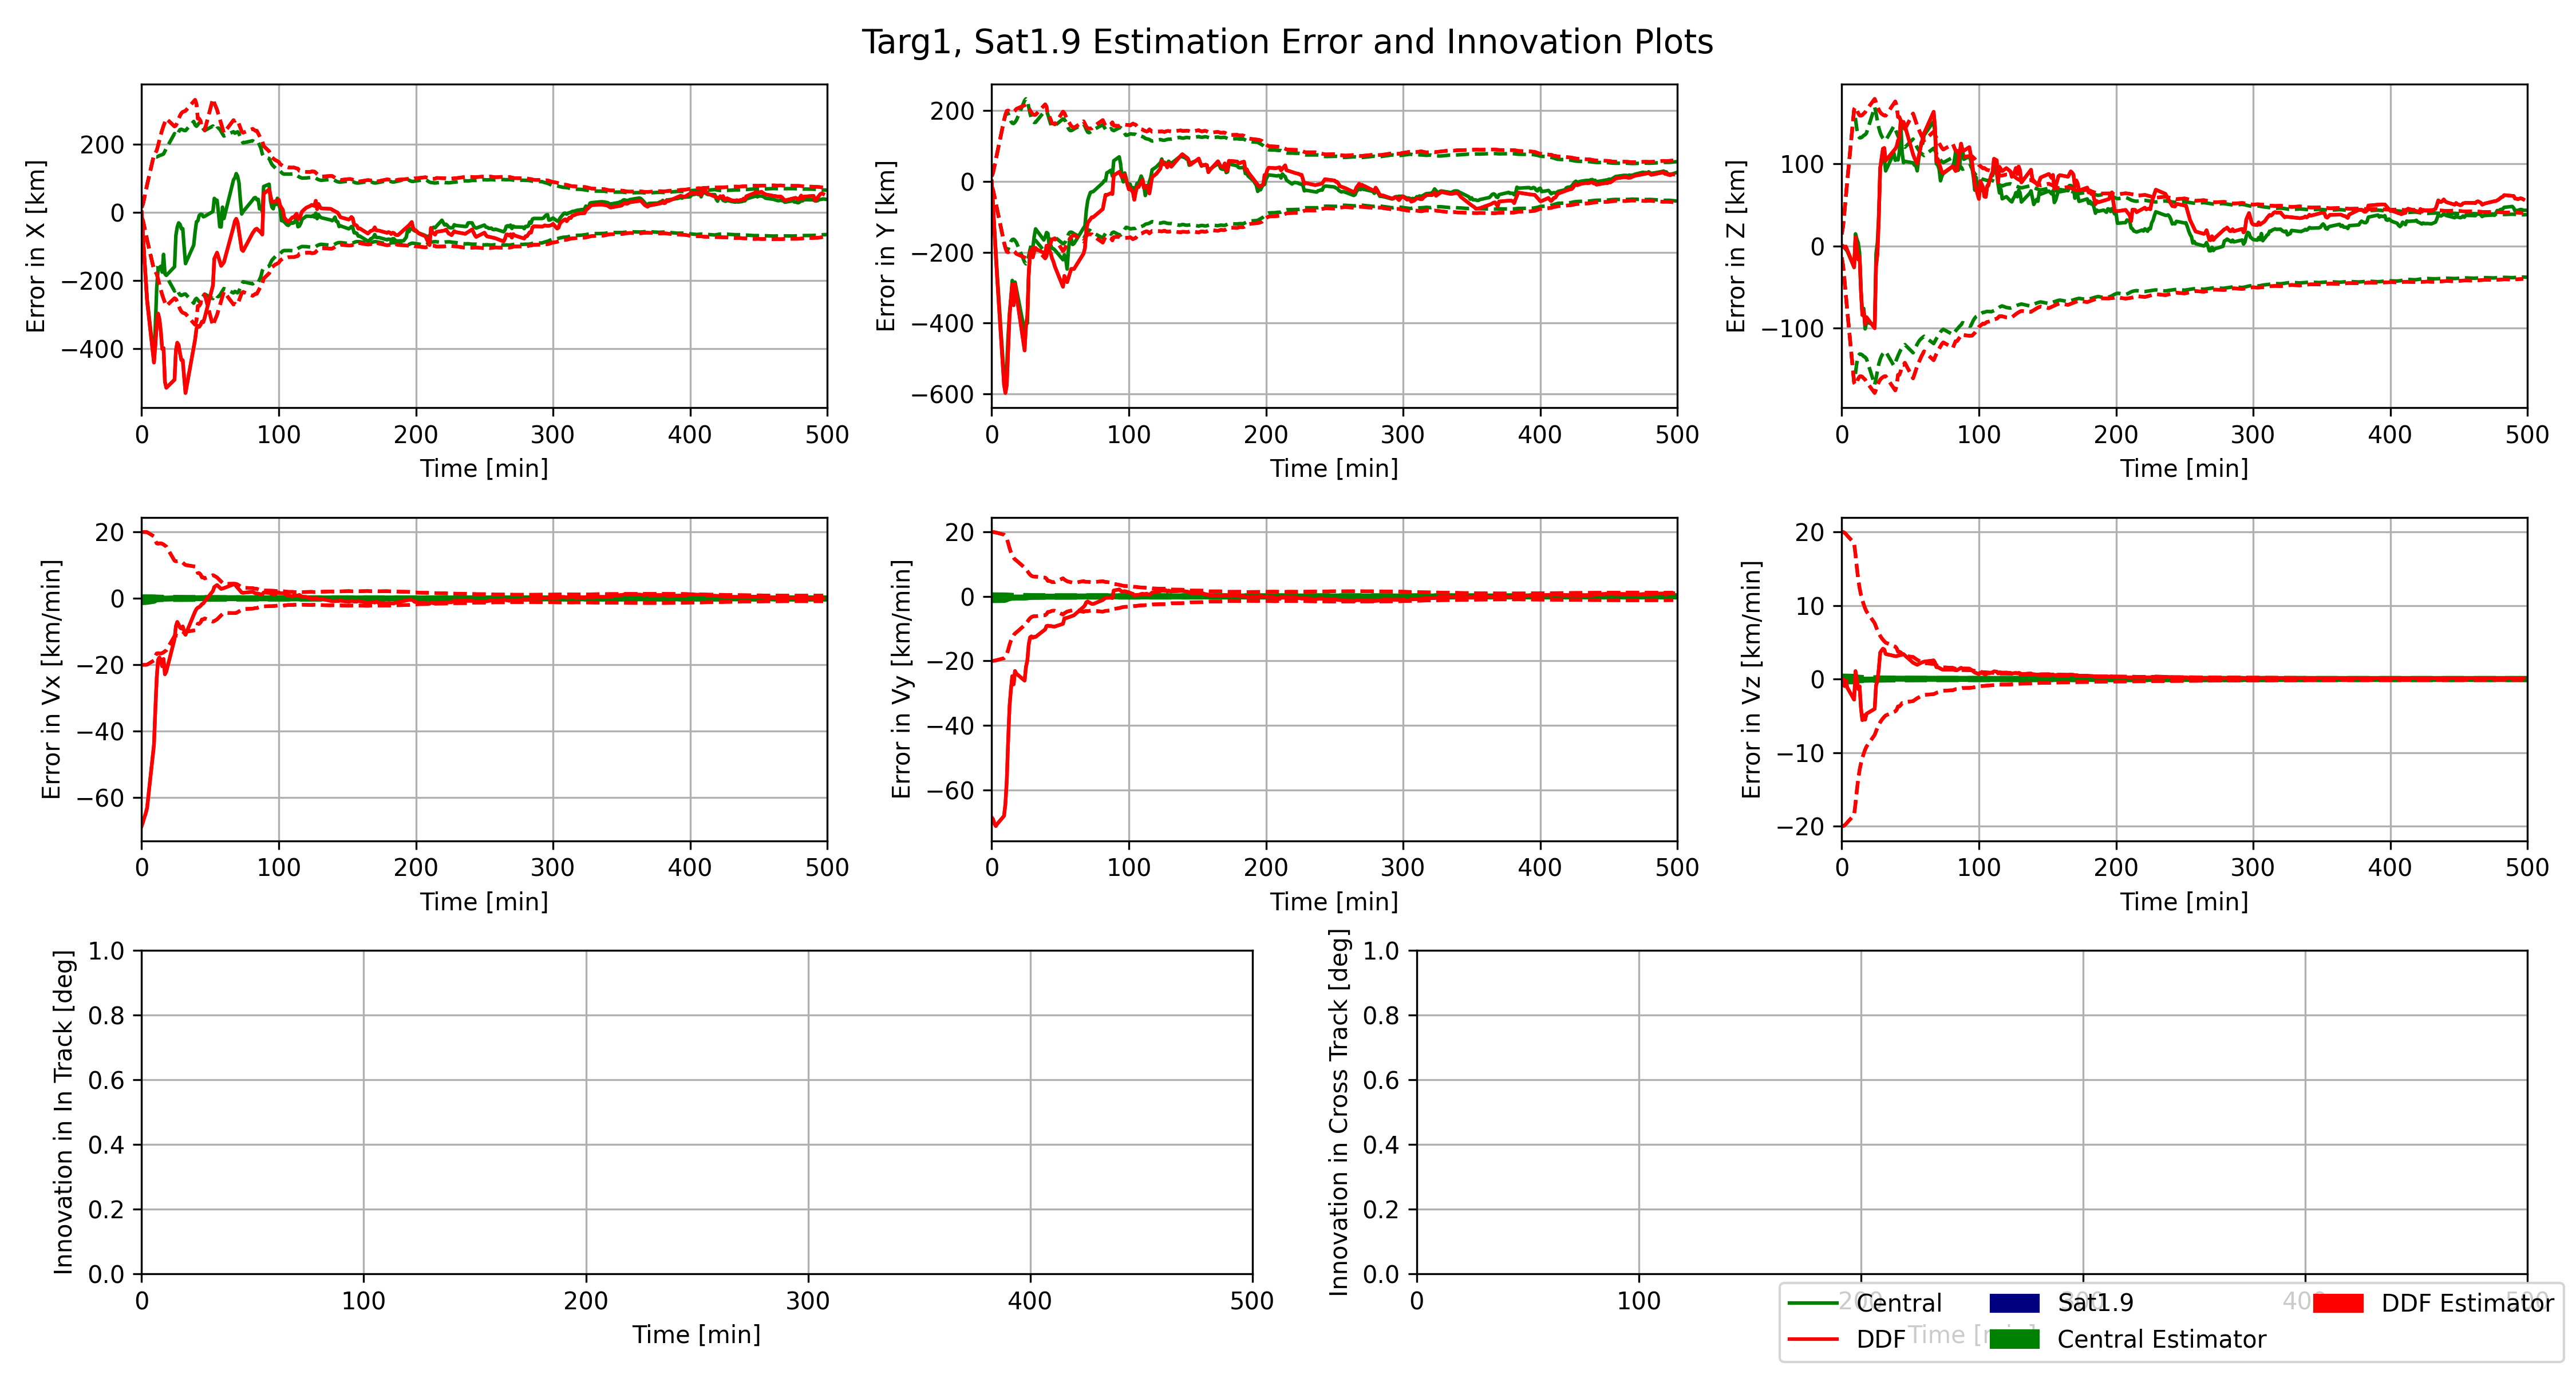 Targ1, Sat1.9 Estimation Error and Innovation Plots
Error in X [km]
200
0
−200
−400
0 100 200 300 400 500
Time [min]
Error in Y [km]
200
0
−200
−400
−600
0 100 200 300 400 500
Time [min]
Error in Z [km]
100
0
−100
0 100 200 300 400 500
Time [min]
Error in Vx [km/min]
20
0
−20
−40
−60
0 100 200 300 400 500
Time [min]
Error in Vy [km/min]
20
0
−20
−40
−60
0 100 200 300 400 500
Time [min]
Error in Vz [km/min]
20
10
0
−10
−20
0 100 200 300 400 500
Time [min]
Innovation in In Track [deg]
1.0
0.8
0.6
0.4
0.2
0.0
0 100 200 300 400 500
Time [min]
Innovation in Cross Track [deg]
1.0
0.8
0.6
0.4
0.2
0.0
0 100 200 300 400 500
Time [min]
Central
DDF
Sat1.9
Central Estimator
DDF Estimator